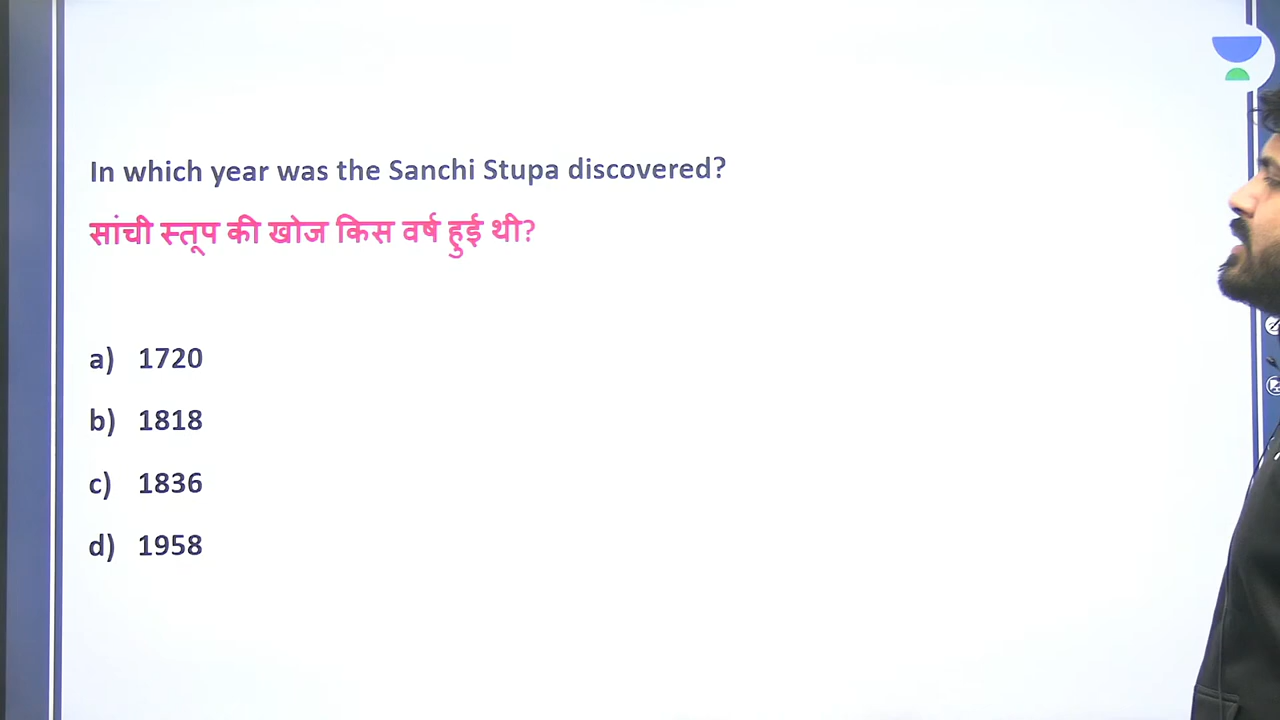 In which year was the Sanchi Stupa discovered?
सांची स्तूप की खोज किस वर्ष हुई थी?
a) 1720
b) 1818
c) 1836
d) 1958